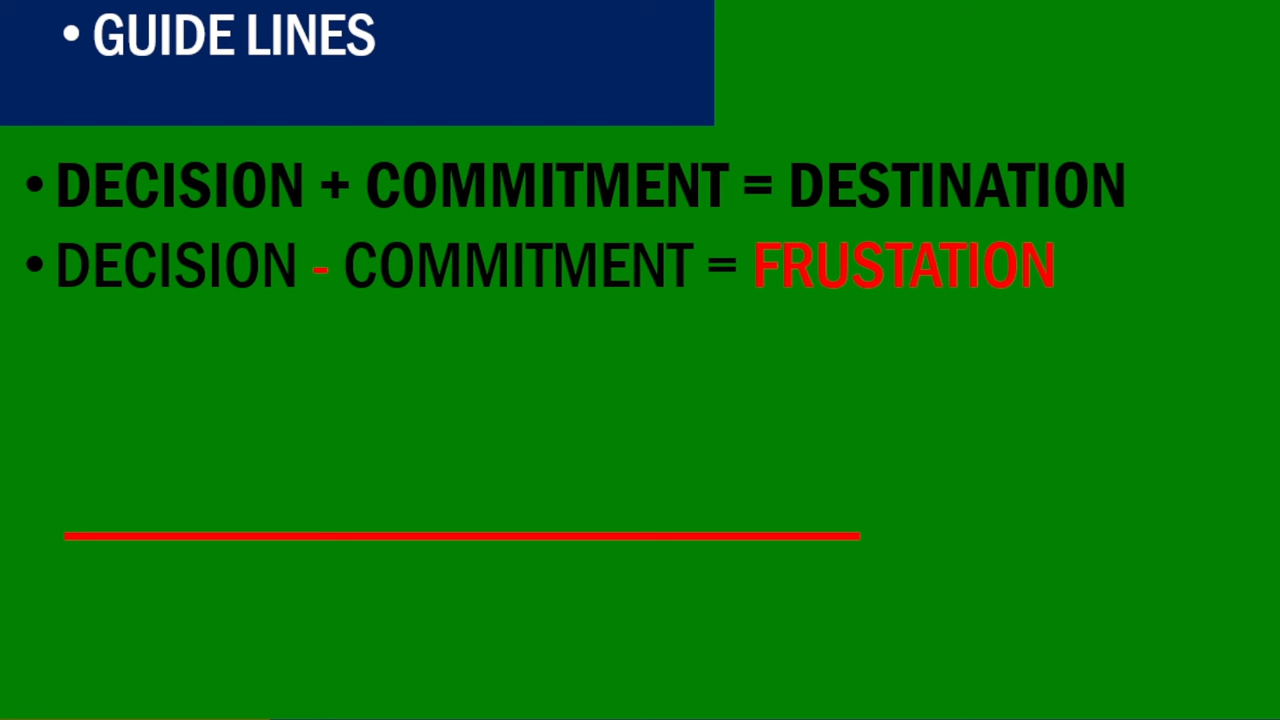 • GUIDE LINES
• DECISION + COMMITMENT = DESTINATION
• DECISION - COMMITMENT = FRUSTATION